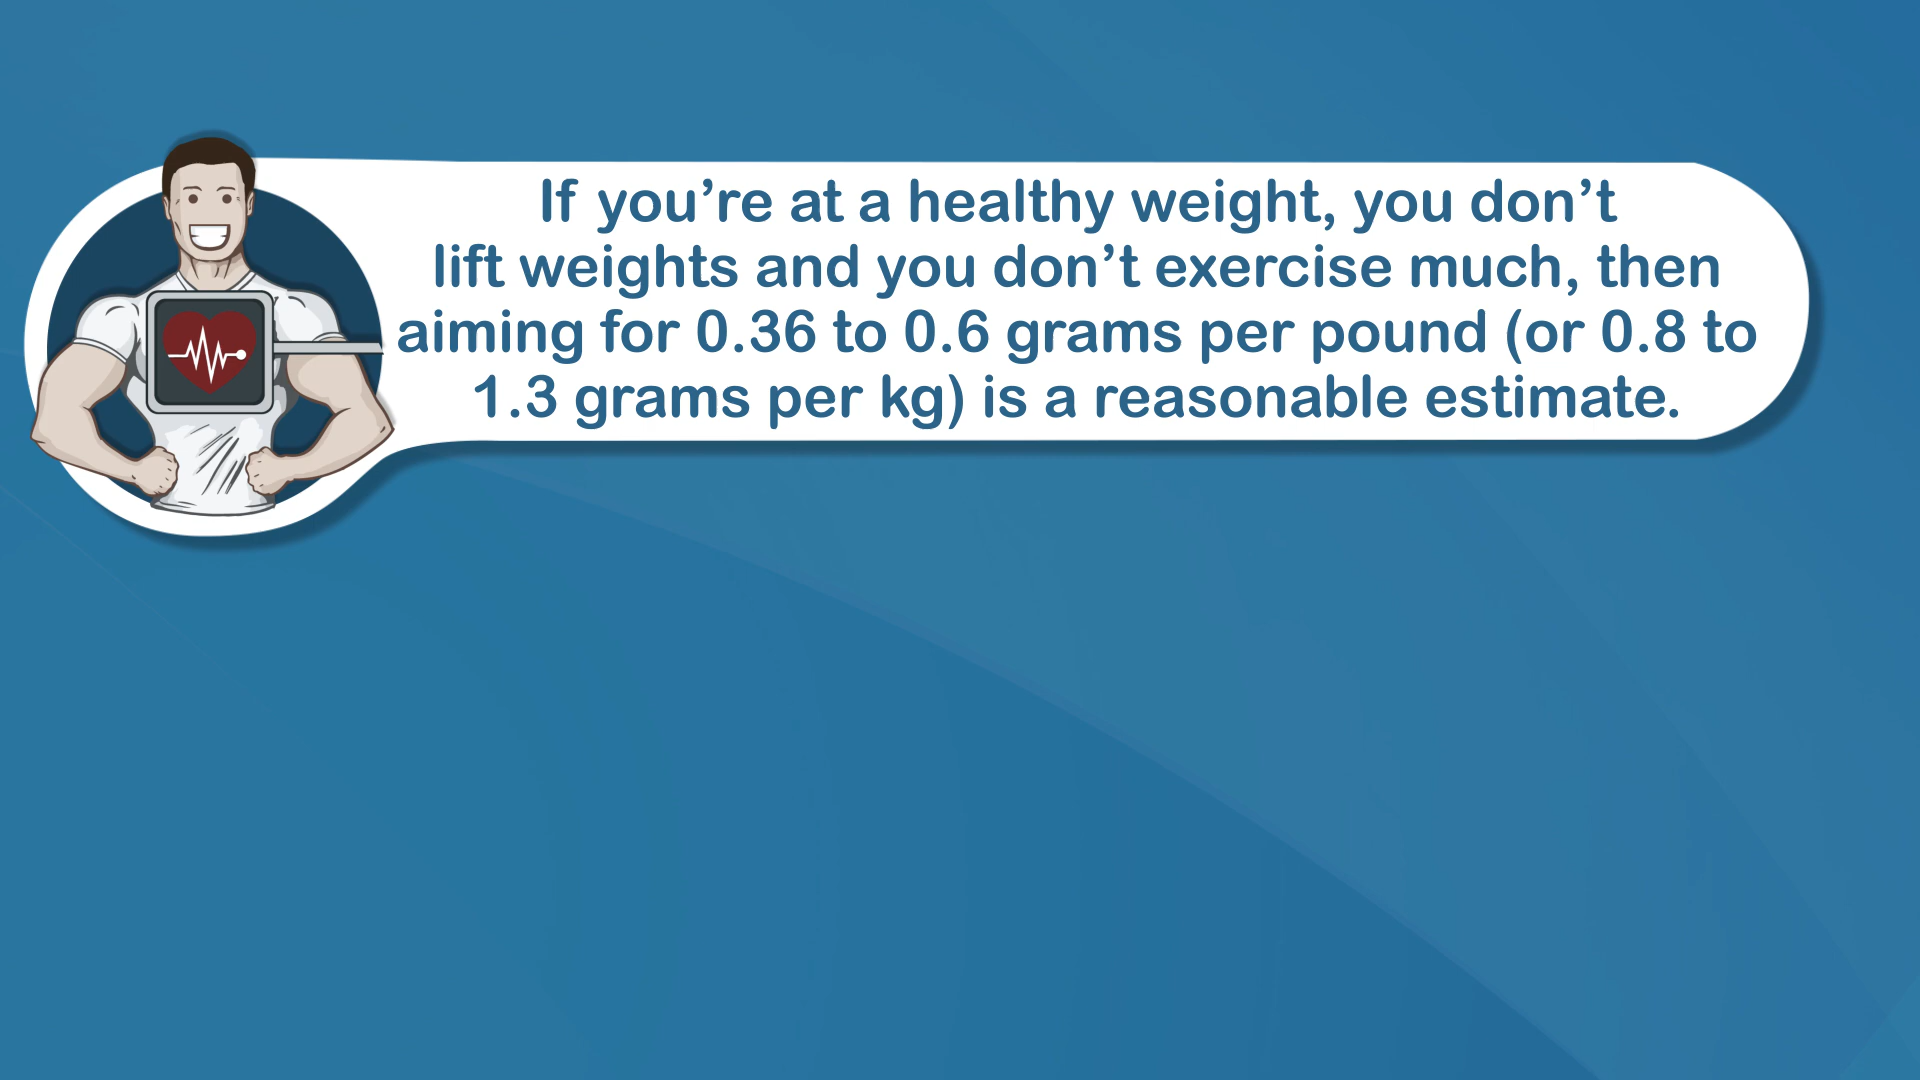 If you’re at a healthy weight, you don’t
lift weights and you don’t exercise much, then
aiming for 0.36 to 0.6 grams per pound (or 0.8 to
1.3 grams per kg) is a reasonable estimate.